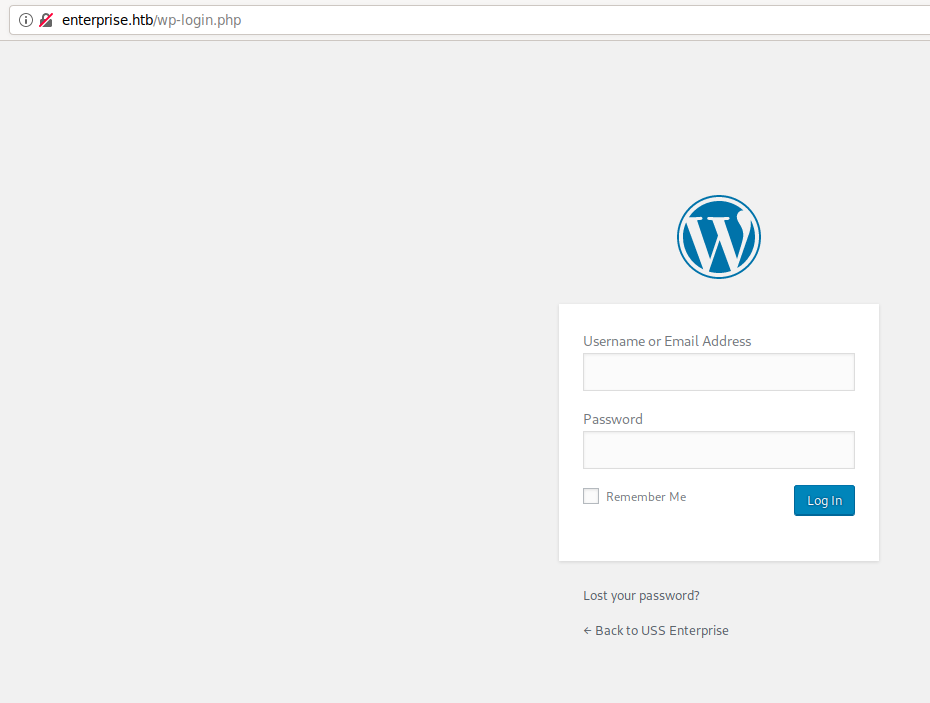 enterprise.htb/wp-login.php
Username or Email Address
Password
Remember Me
Log In
Lost your password?
← Back to USS Enterprise